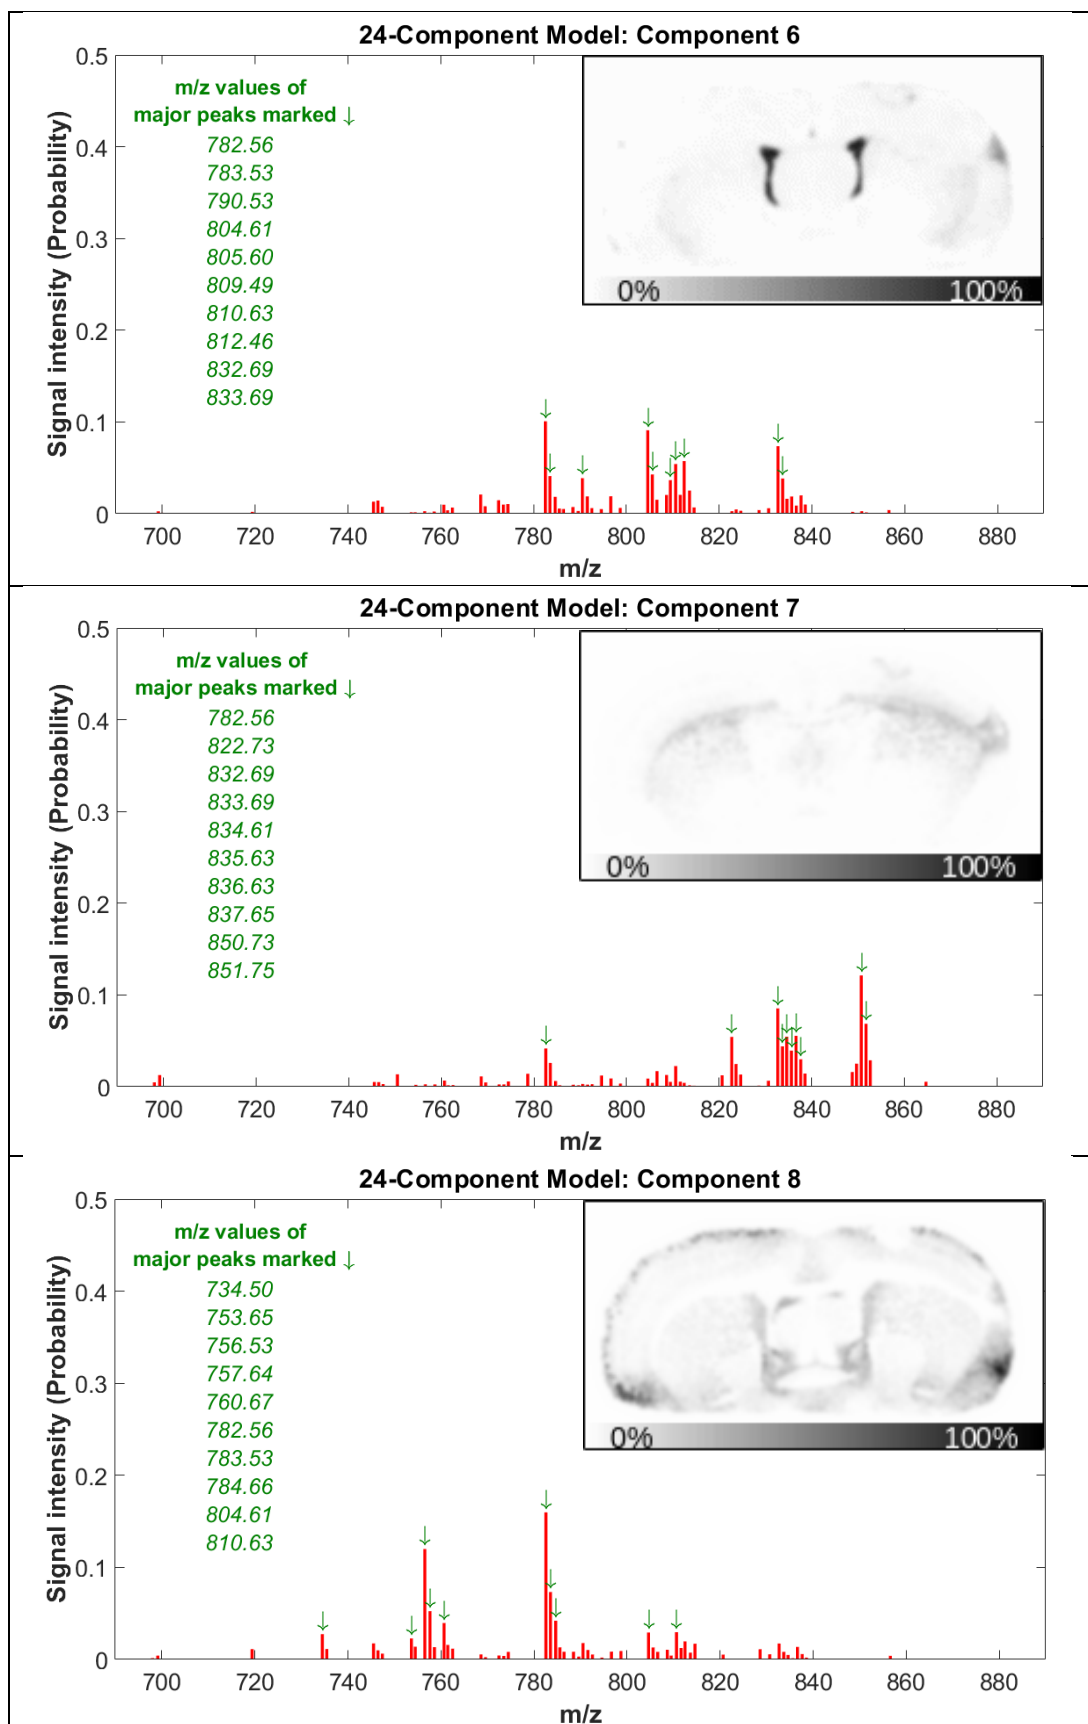 24-Component Model: Component 6
Signal intensity (Probability)
0.5
0.4
0.3
0.2
0.1
0
m/z values of
major peaks marked ↓
782.56
783.53
790.53
804.61
805.60
809.49
810.63
812.46
832.69
833.69
0% 100%
700 720 740 760 780 800 820 840 860 880
m/z
24-Component Model: Component 7
Signal intensity (Probability)
0.5
0.4
0.3
0.2
0.1
0
m/z values of
major peaks marked ↓
782.56
822.73
832.69
833.69
834.61
835.63
836.63
837.65
850.73
851.75
0% 100%
700 720 740 760 780 800 820 840 860 880
m/z
24-Component Model: Component 8
Signal intensity (Probability)
0.5
0.4
0.3
0.2
0.1
0
m/z values of
major peaks marked ↓
734.50
753.65
756.53
757.64
760.67
782.56
783.53
784.66
804.61
810.63
0% 100%
700 720 740 760 780 800 820 840 860 880
m/z